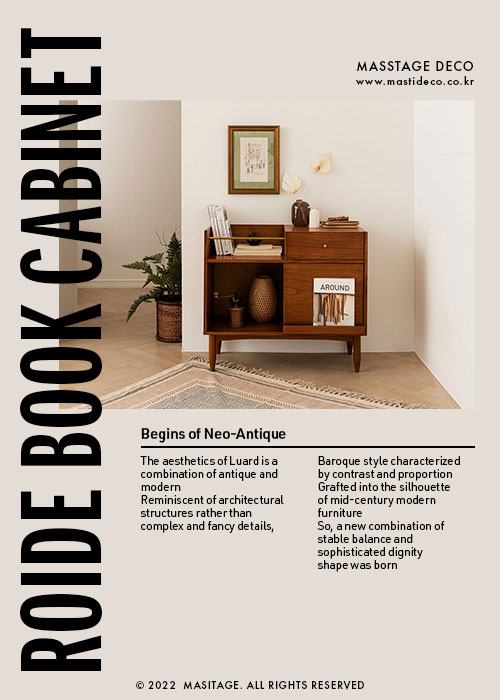 ROIDE BOOK CABINET
MASSTAGE DECO
www.mastideco.co.kr
AROUND
Begins of Neo-Antique
The aesthetics of Luard is a
combination of antique and
modern
Reminiscent of architectural
structures rather than
complex and fancy details,
Baroque style characterized
by contrast and proportion
Grafted into the silhouette
of mid-century modern
furniture
So, a new combination of
stable balance and
sophisticated dignity
shape was born
© 2022 MASITAGE. ALL RIGHTS RESERVED